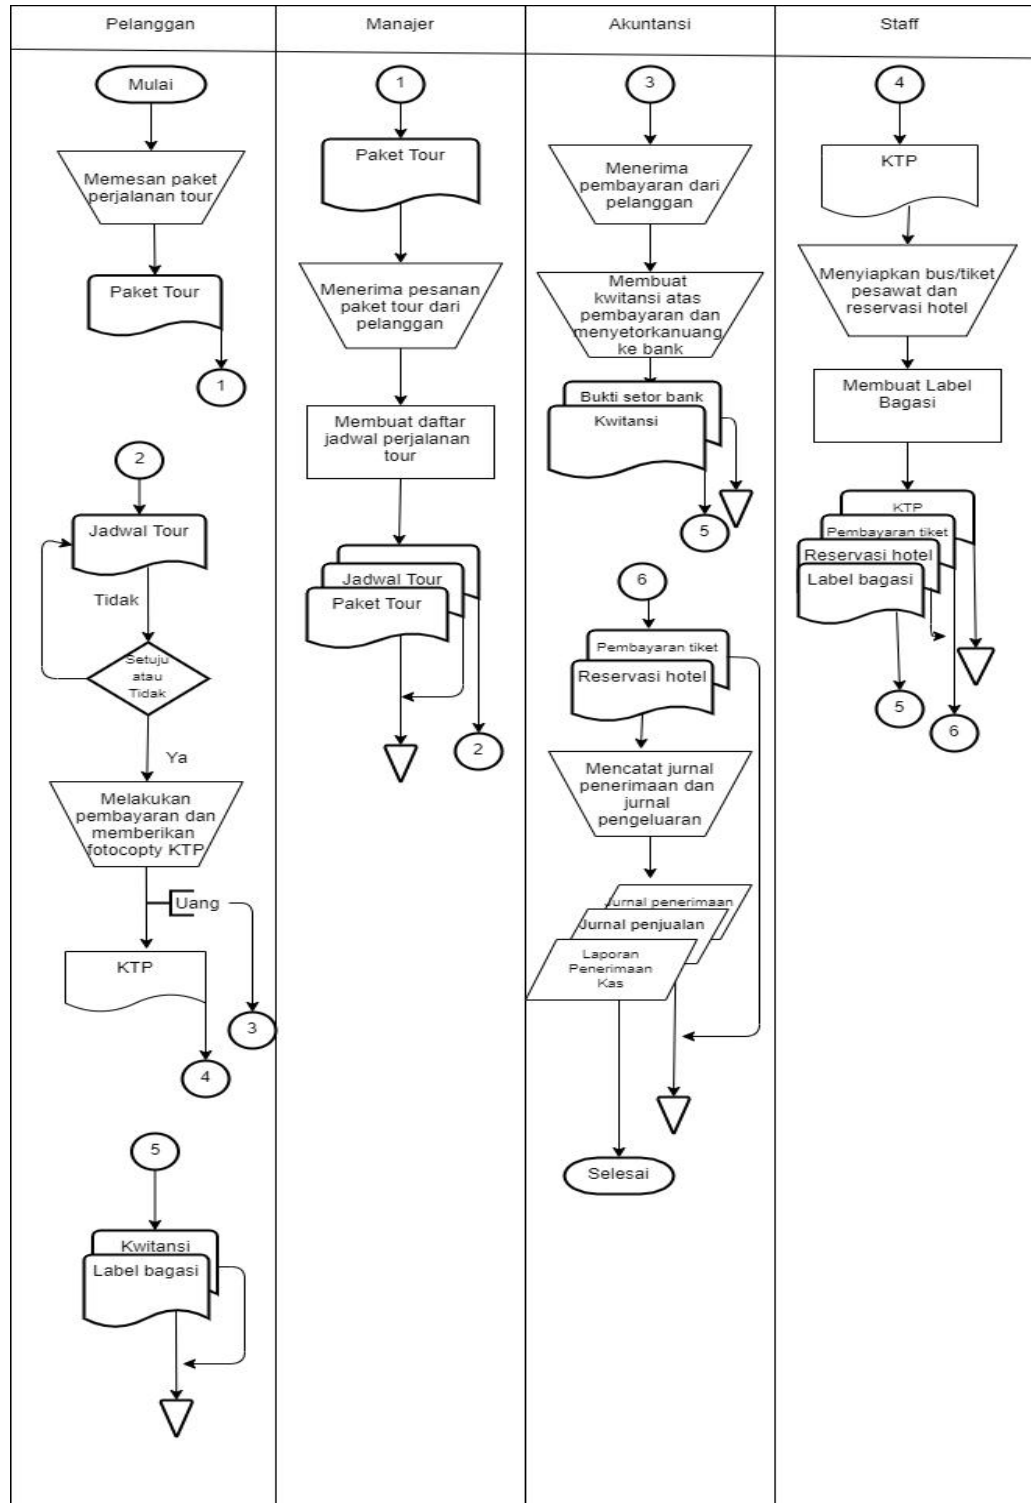 Pelanggan
Manajer
Akuntansi
Staff
Mulai
Memesan paket
perjalanan tour
Paket Tour
1
2
Jadwal Tour
Tidak
Setuju
atau
Tidak
Ya
Melakukan
pembayaran dan
memberikan
fotocopty KTP
Uang
KTP
3
4
5
Kwitansi
Label bagasi
1
Paket Tour
Menerima pesanan
paket tour dari
pelanggan
Membuat daftar
jadwal perjalanan
tour
Jadwal Tour
Paket Tour
2
3
Menerima
pembayaran dari
pelanggan
Membuat
kwitansi atas
pembayaran dan
menyetorkanuang
ke bank
Bukti setor bank
Kwitansi
5
6
Pembayaran tiket
Reservasi hotel
Mencatat jurnal
penerimaan dan
jurnal
pengeluaran
Jurnal penerimaan
Jurnal penjualan
Laporan
Penerimaan
Kas
Selesai
4
KTP
Menyiapkan bus/tiket
pesawat dan
reservasi hotel
Membuat Label
Bagasi
KTP
Pembayaran tiket
Reservasi hotel
Label bagasi
5
6